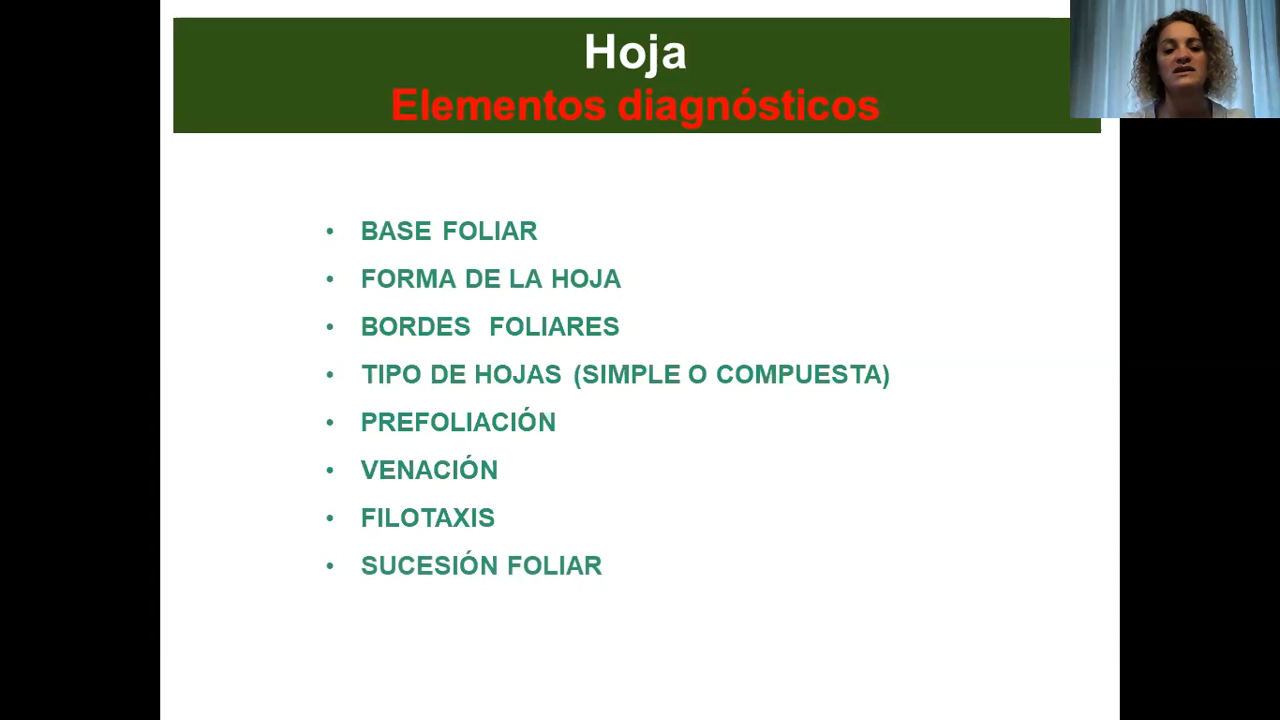 Hoja
Elementos diagnósticos
• BASE FOLIAR
• FORMA DE LA HOJA
• BORDES FOLIARES
• TIPO DE HOJAS (SIMPLE O COMPUESTA)
• PREFOLIACIÓN
• VENACIÓN
• FILOTAXIS
• SUCESIÓN FOLIAR